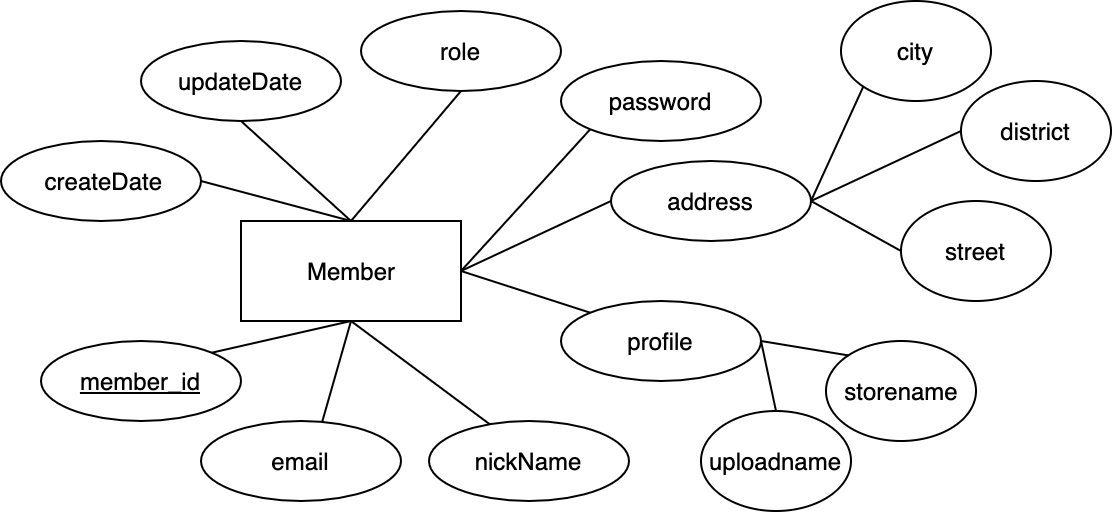 role
city
updateDate
password
district
createDate
address
street
Member
profile
member_id
storename
email
nickName
uploadname